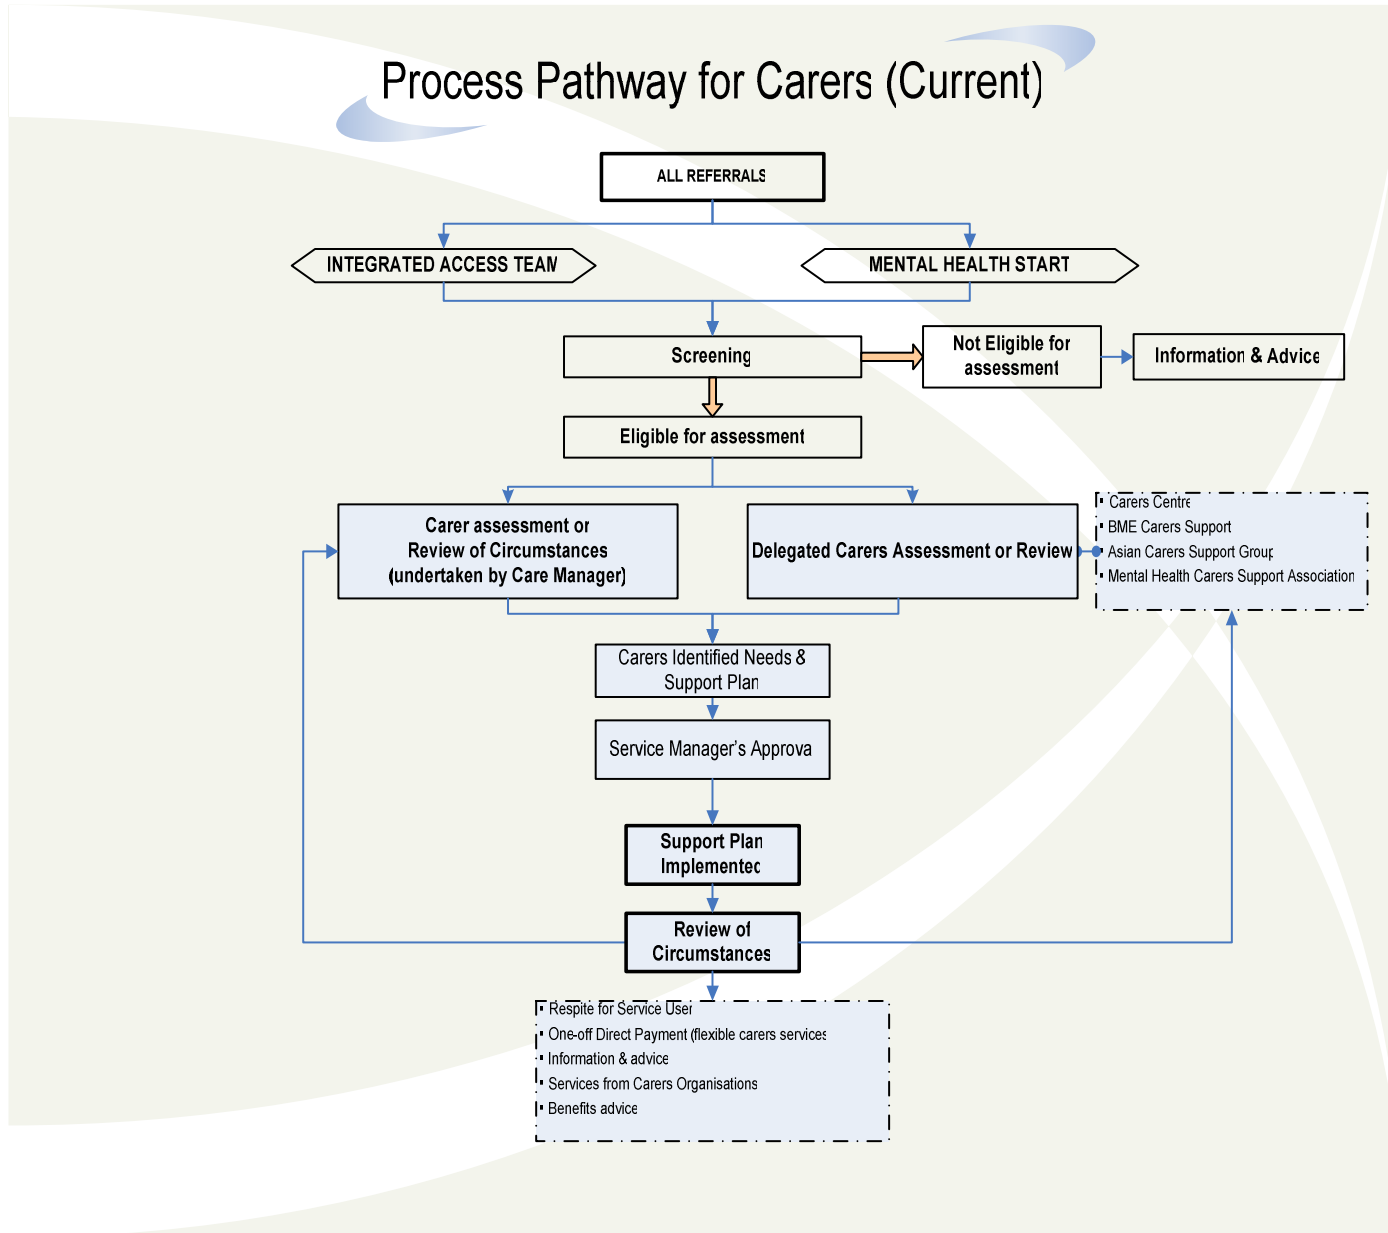 Process Pathway for Carers (Current)
ALL REFERRALS
INTEGRATED ACCESS TEAM
MENTAL HEALTH START
Screening
Not Eligible for
assessment
Information & Advice
Eligible for assessment
Carer assessment or
Review of Circumstances
(undertaken by Care Manager)
Delegated Carers Assessment or Review
▪ Carers Centre
▪ BME Carers Support
▪ Asian Carers Support Group
▪ Mental Health Carers Support Association
Carers Identified Needs &
Support Plan
Service Manager's Approva
Support Plan
Implemented
Review of
Circumstances
▪ Respite for Service User
▪ One-off Direct Payment (flexible carers services
▪ Information & advice
▪ Services from Carers Organisations
▪ Benefits advice